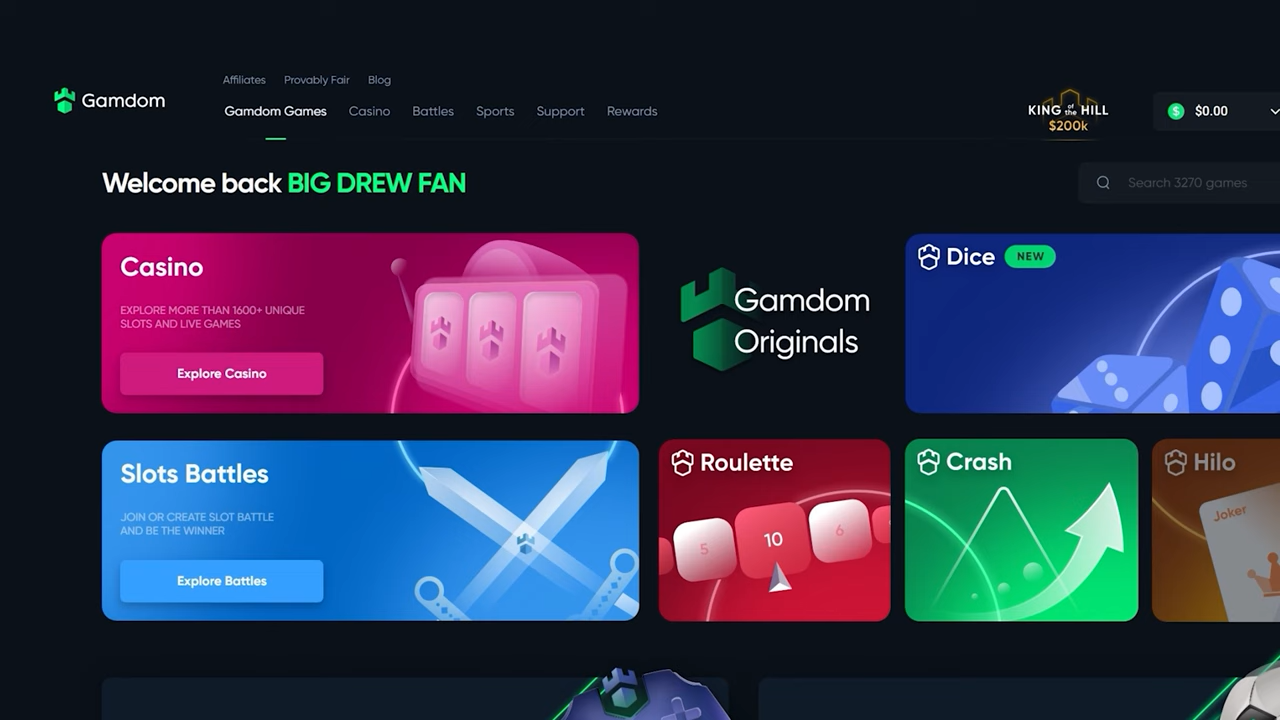 Affiliates Provably Fair Blog
Gamdom
Gamdom Games Casino Battles Sports Support Rewards
KING of the HILL
$200k
$ $0.00
Welcome back BIG DREW FAN
Search 3270 games
Casino
EXPLORE MORE THAN 1600+ UNIQUE
SLOTS AND LIVE GAMES
Explore Casino
Gamdom
Originals
Dice NEW
Slots Battles
JOIN OR CREATE SLOT BATTLE
AND BE THE WINNER
Explore Battles
Roulette
5 10 6
Crash
Hilo
Joker